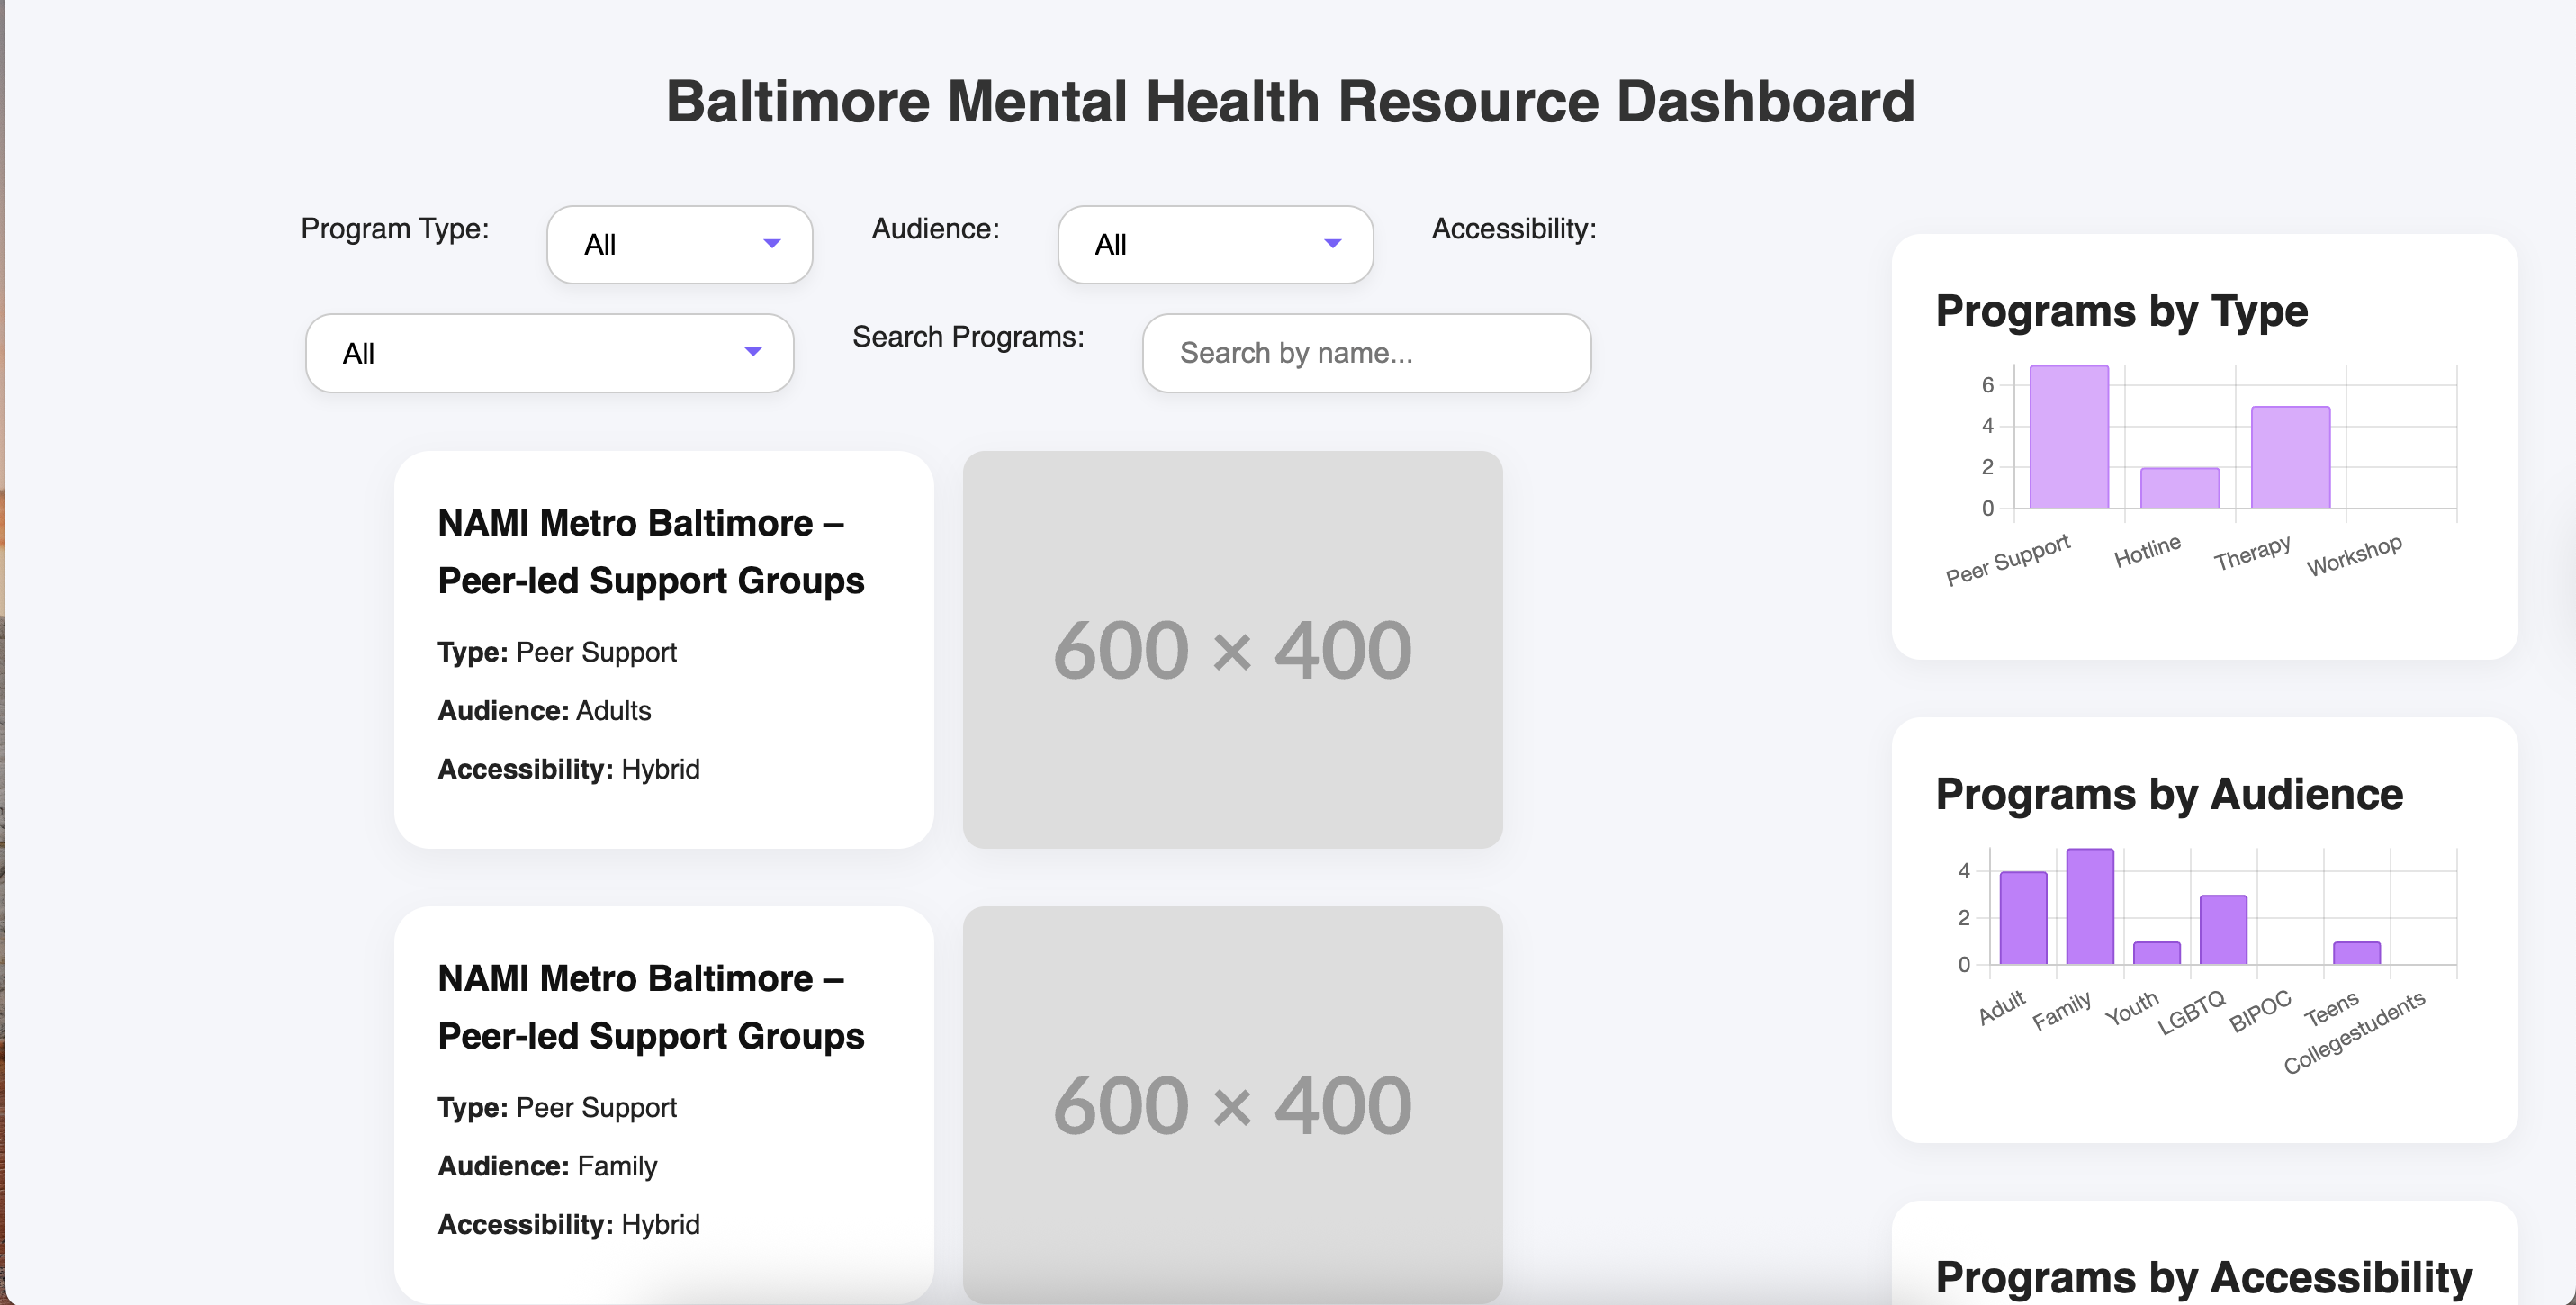 Baltimore Mental Health Resource Dashboard
Program Type:
All
Audience:
All
Accessibility:
All
Search Programs:
Search by name...
NAMI Metro Baltimore –
Peer-led Support Groups
Type: Peer Support
Audience: Adults
Accessibility: Hybrid
600 × 400
NAMI Metro Baltimore –
Peer-led Support Groups
Type: Peer Support
Audience: Family
Accessibility: Hybrid
600 × 400
Programs by Type
6
4
2
0
Peer Support
Hotline
Therapy
Workshop
Programs by Audience
4
2
0
Adult
Family
Youth
LGBTQ
BIPOC
Teens
Collegestudents
Programs by Accessibility